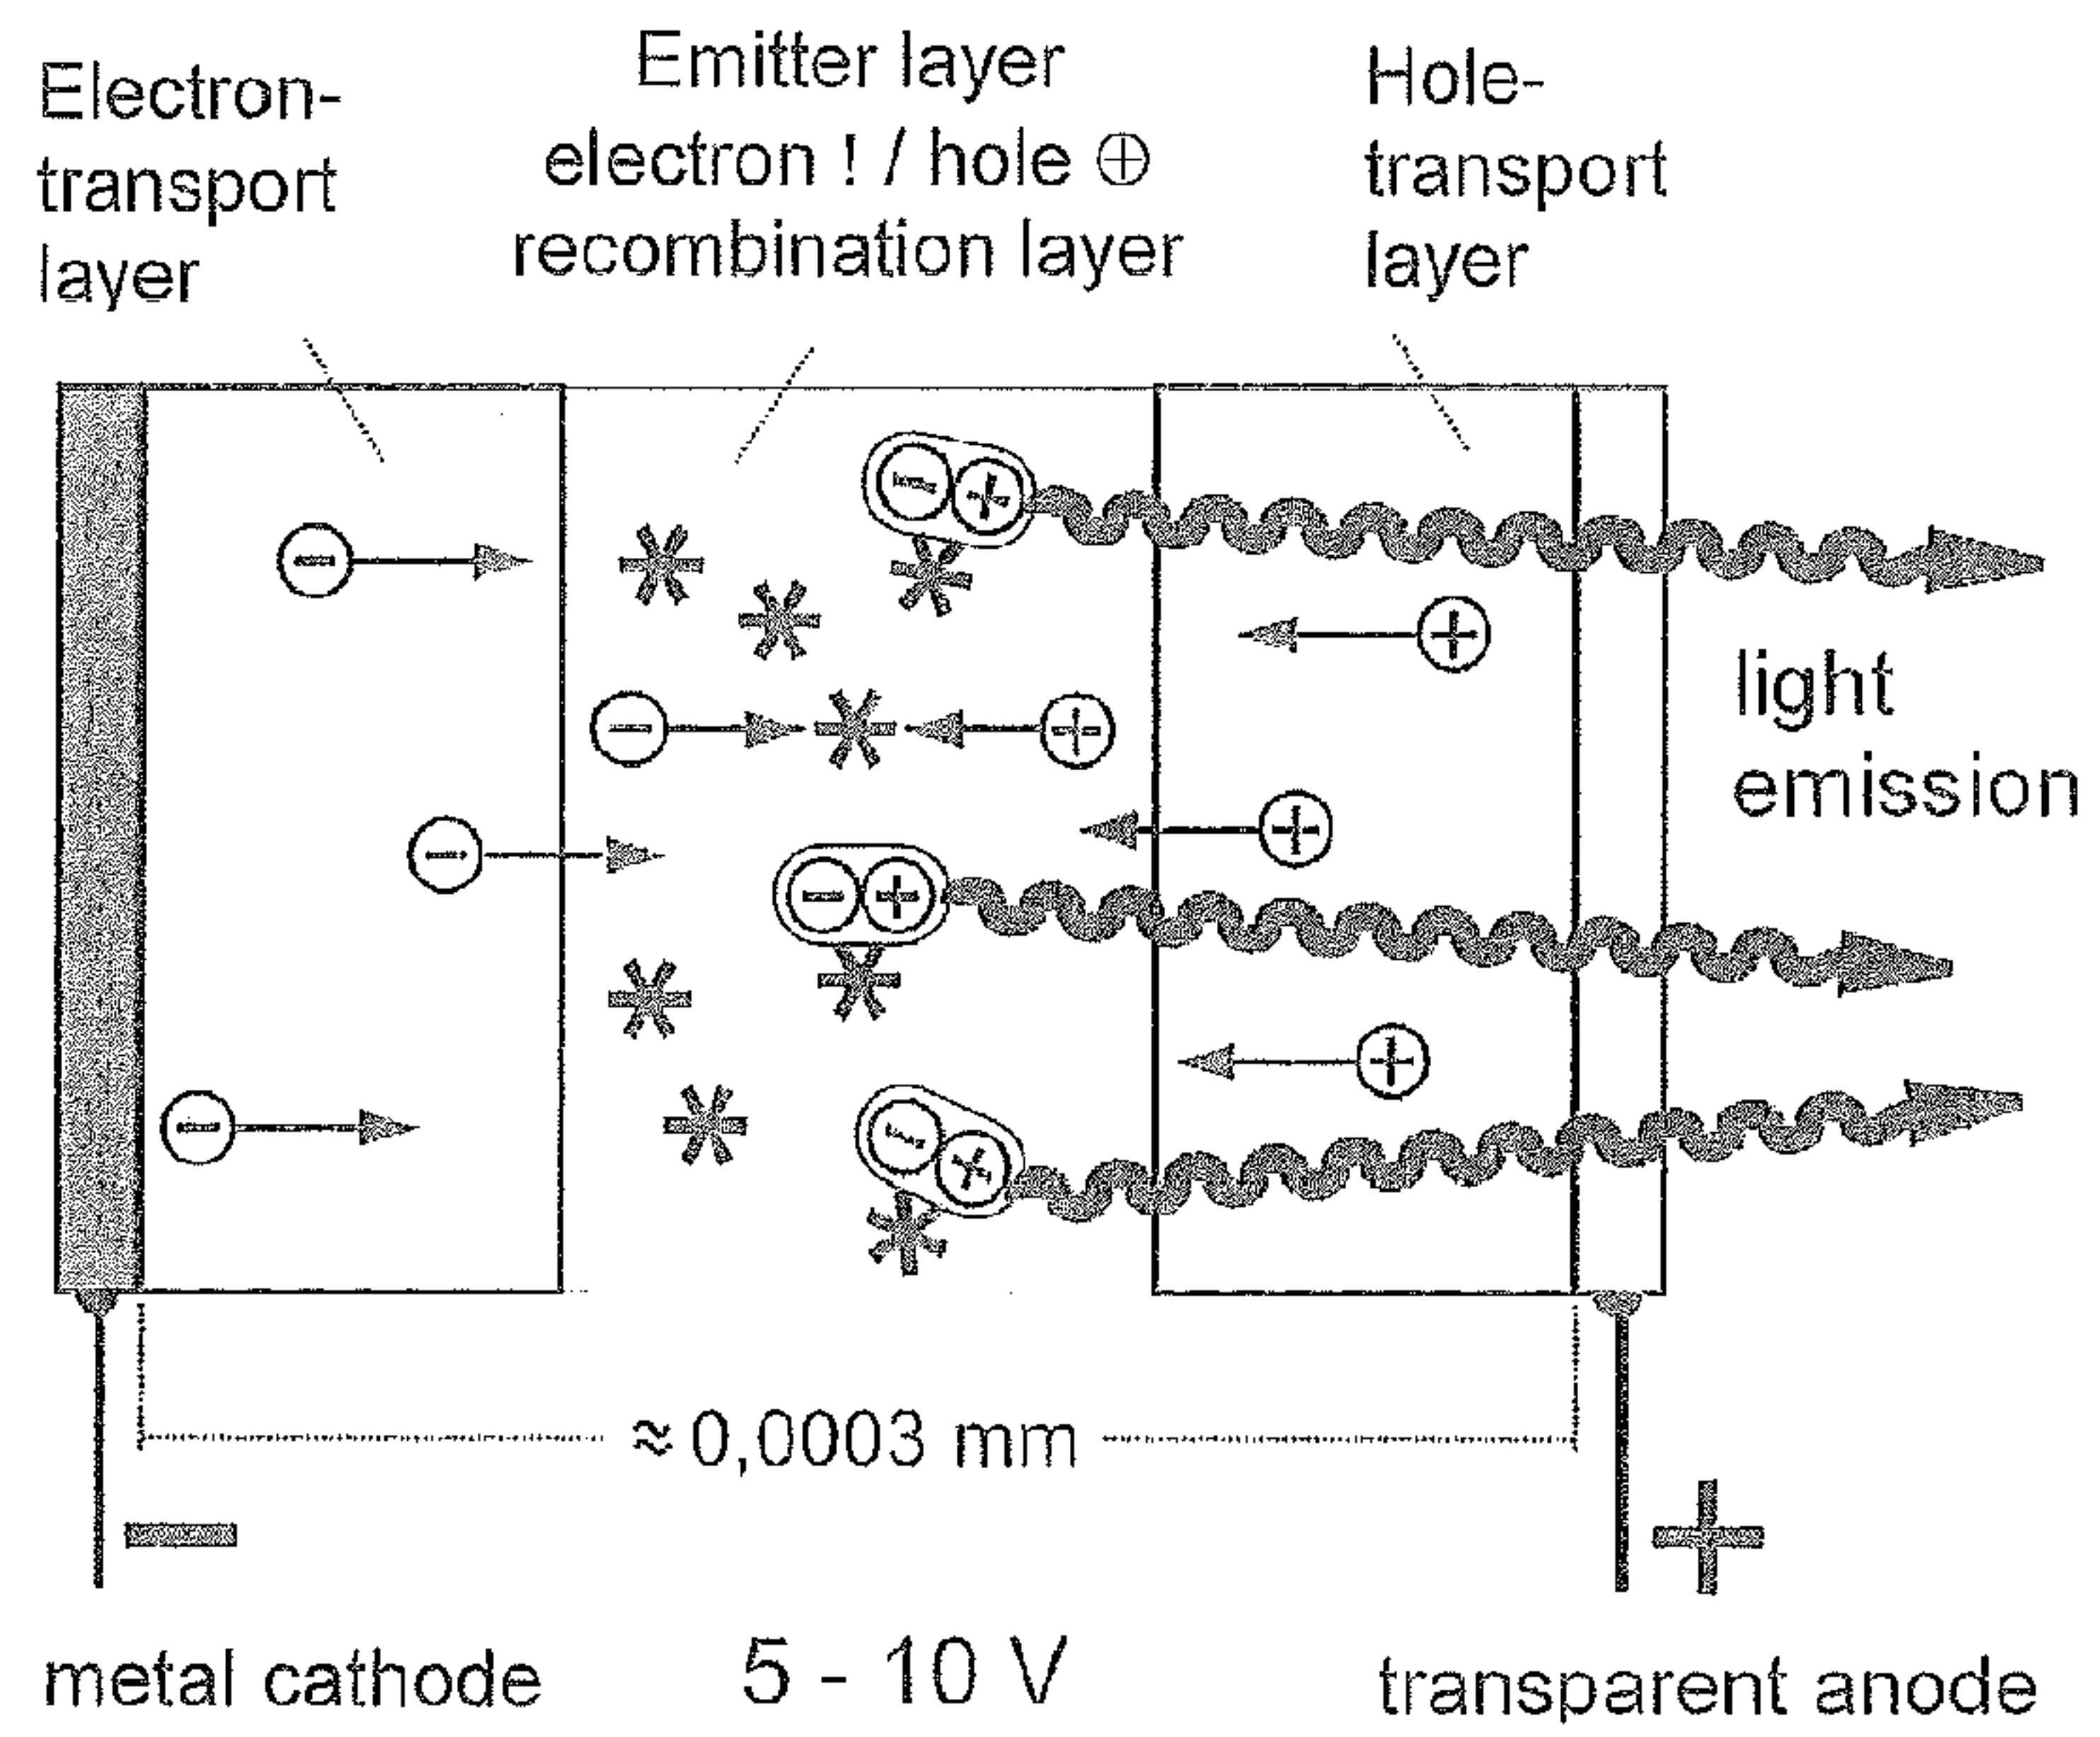 Electron-
transport
layer
Emitter layer
electron ! / hole ⊕
recombination layer
Hole-
transport
layer
light
emission
≈ 0,0003 mm
− +
metal cathode
5 - 10 V
transparent anode